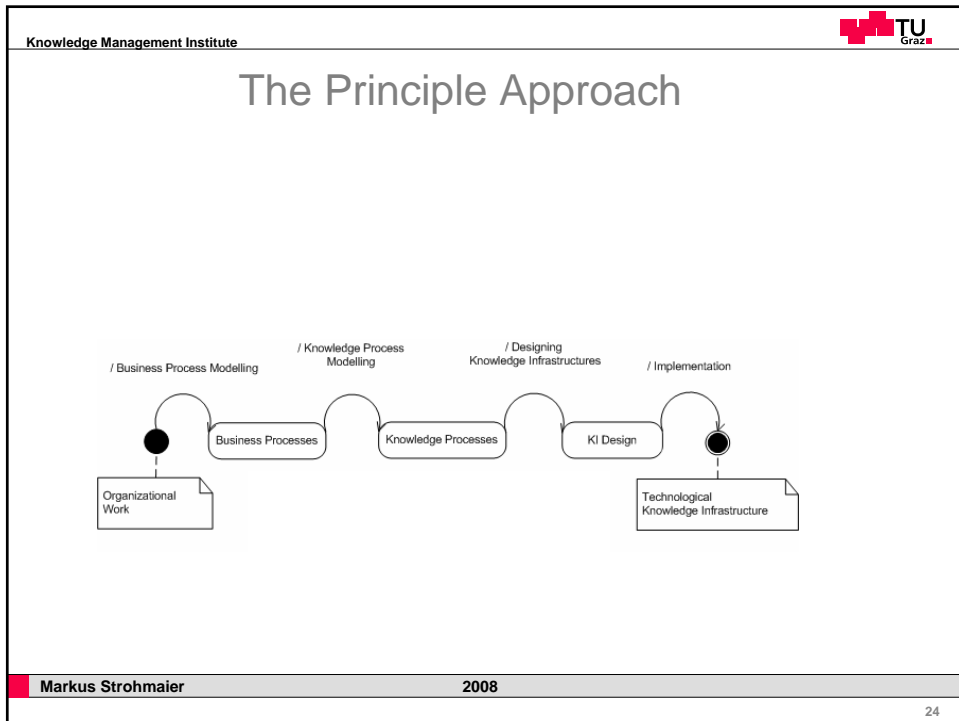 Knowledge Management Institute
TU
Graz
The Principle Approach
/ Business Process Modelling
/ Knowledge Process
Modelling
/ Designing
Knowledge Infrastructures
/ Implementation
Business Processes
Knowledge Processes
KI Design
Organizational
Work
Technological
Knowledge Infrastructure
Markus Strohmaier 2008
24